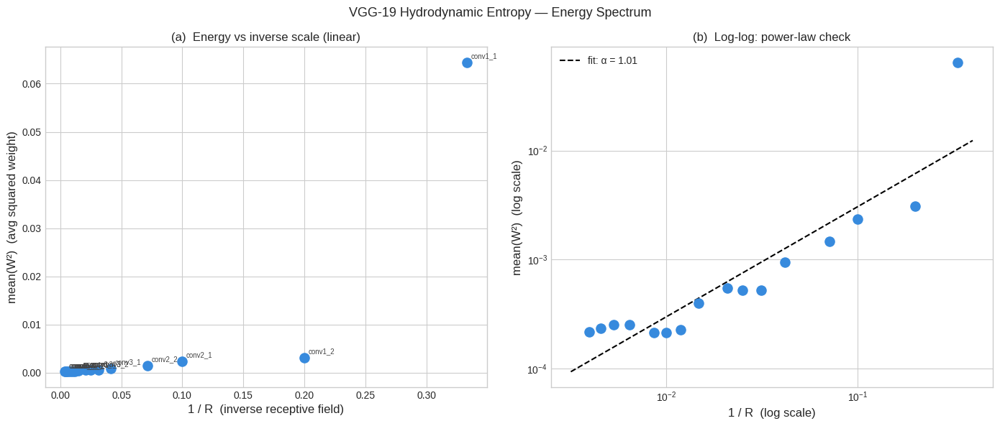 VGG-19 Hydrodynamic Entropy — Energy Spectrum
(a)  Energy vs inverse scale (linear)
mean(W²)  (avg squared weight)
0.06
0.05
0.04
0.03
0.02
0.01
0.00
conv1_1
conv1_2
conv2_1
conv2_2
conv3_1
0.00 0.05 0.10 0.15 0.20 0.25 0.30
1 / R  (inverse receptive field)
(b)  Log-log: power-law check
fit: α = 1.01
mean(W²)  (log scale)
10⁻²
10⁻³
10⁻⁴
10⁻² 10⁻¹
1 / R  (log scale)